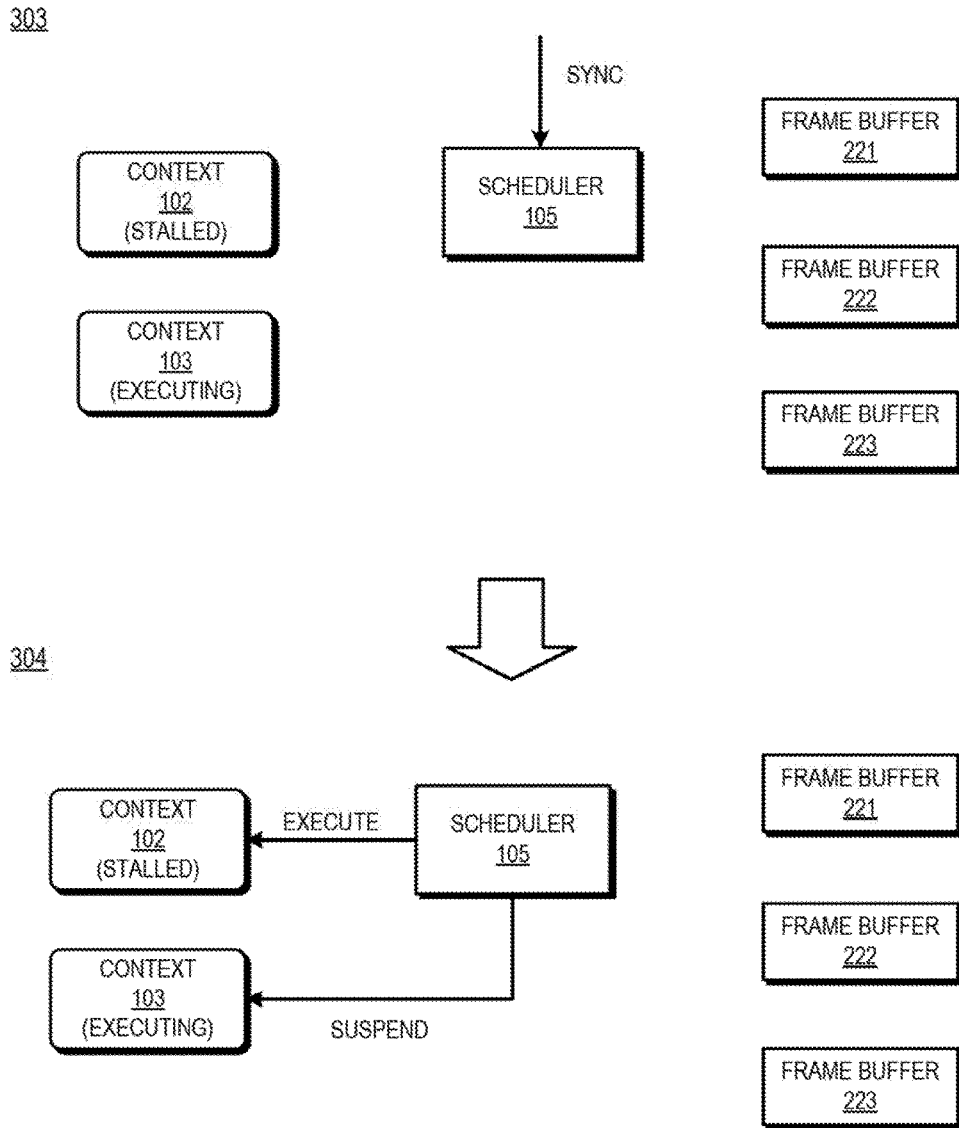 303
SYNC
FRAME BUFFER
221
CONTEXT
102
(STALLED)
SCHEDULER
105
FRAME BUFFER
222
CONTEXT
103
(EXECUTING)
FRAME BUFFER
223
304
FRAME BUFFER
221
CONTEXT
102
(STALLED)
EXECUTE
SCHEDULER
105
FRAME BUFFER
222
CONTEXT
103
(EXECUTING)
SUSPEND
FRAME BUFFER
223